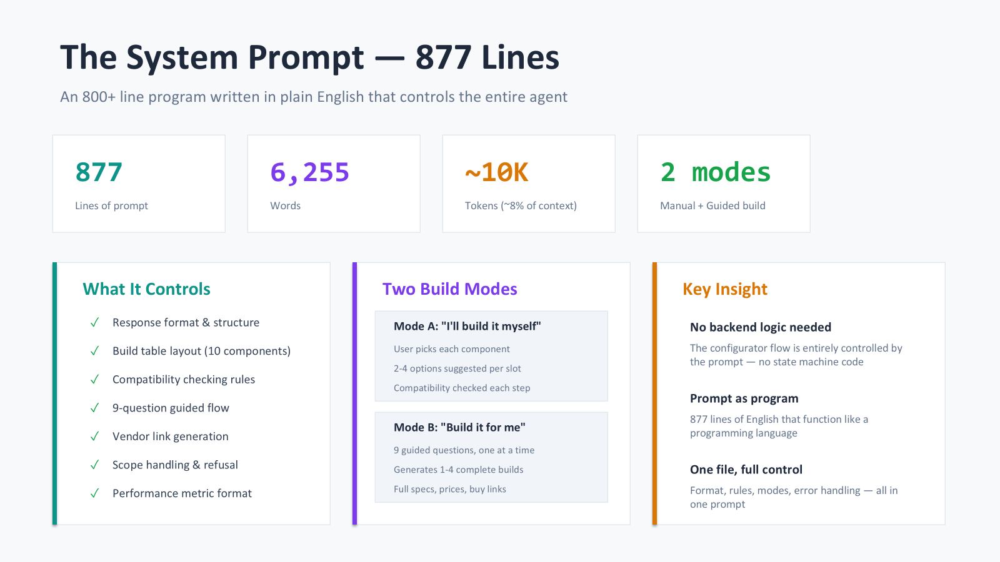 The System Prompt — 877 Lines
An 800+ line program written in plain English that controls the entire agent
877
Lines of prompt
6,255
Words
~10K
Tokens (~8% of context)
2 modes
Manual + Guided build
What It Controls
✓ Response format & structure
✓ Build table layout (10 components)
✓ Compatibility checking rules
✓ 9-question guided flow
✓ Vendor link generation
✓ Scope handling & refusal
✓ Performance metric format
Two Build Modes
Mode A: "I'll build it myself"
User picks each component
2-4 options suggested per slot
Compatibility checked each step
Mode B: "Build it for me"
9 guided questions, one at a time
Generates 1-4 complete builds
Full specs, prices, buy links
Key Insight
No backend logic needed
The configurator flow is entirely controlled by
the prompt — no state machine code
Prompt as program
877 lines of English that function like a
programming language
One file, full control
Format, rules, modes, error handling — all in
one prompt